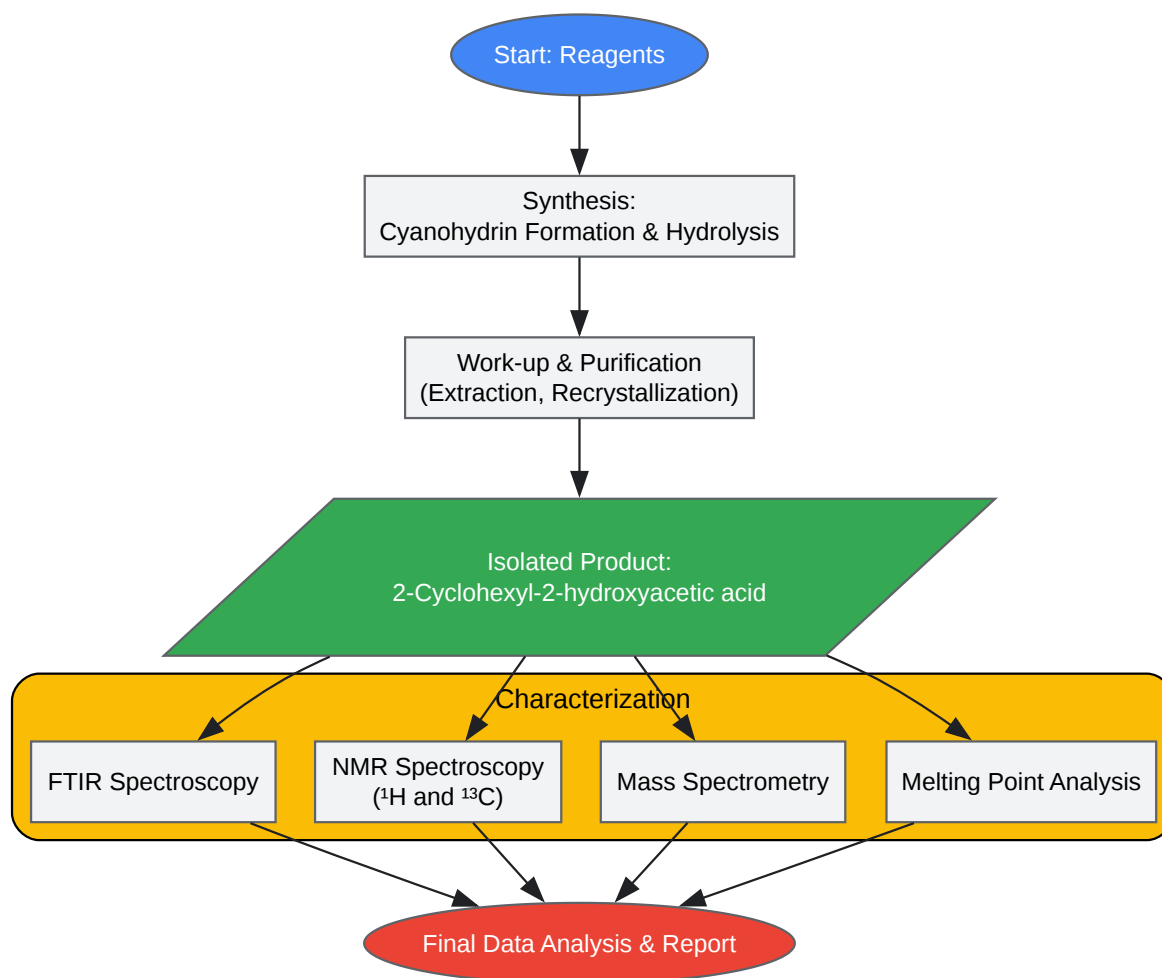 Start: Reagents
Synthesis:
Cyanohydrin Formation & Hydrolysis
Work-up & Purification
(Extraction, Recrystallization)
Isolated Product:
2-Cyclohexyl-2-hydroxyacetic acid
Characterization
FTIR Spectroscopy
NMR Spectroscopy
(¹H and ¹³C)
Mass Spectrometry
Melting Point Analysis
Final Data Analysis & Report